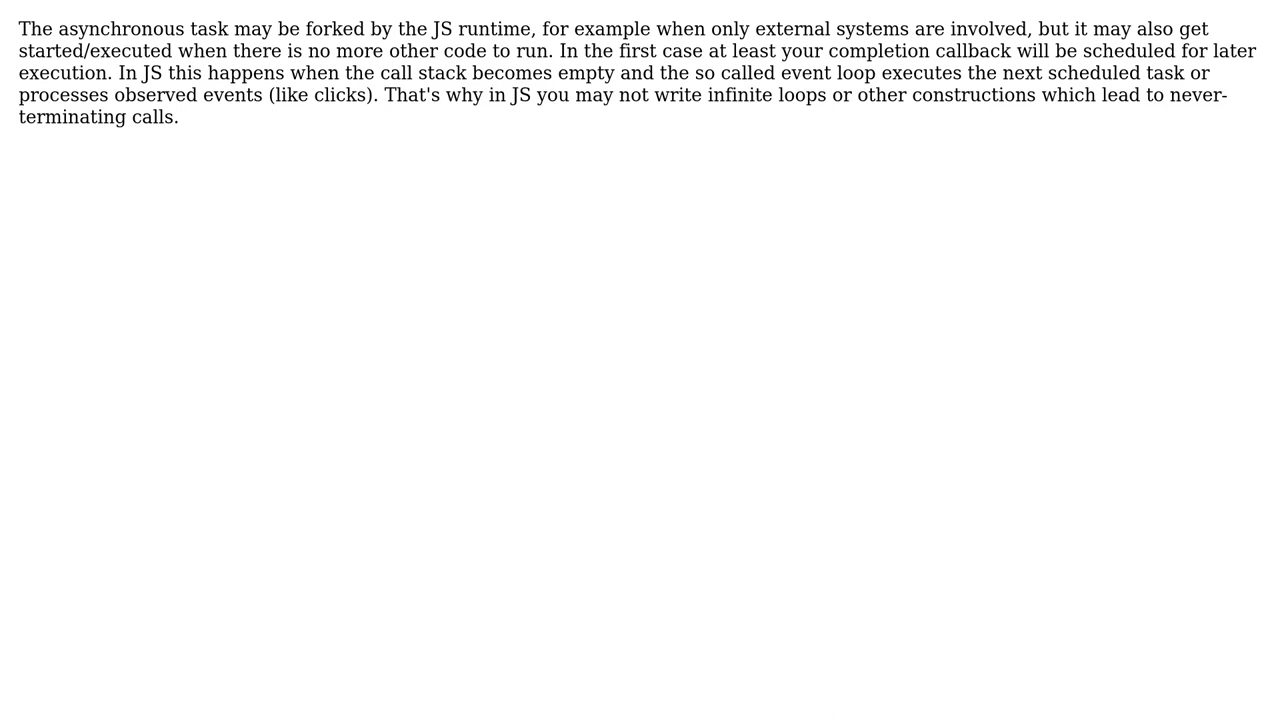 The asynchronous task may be forked by the JS runtime, for example when only external systems are involved, but it may also get
started/executed when there is no more other code to run. In the first case at least your completion callback will be scheduled for later
execution. In JS this happens when the call stack becomes empty and the so called event loop executes the next scheduled task or
processes observed events (like clicks). That's why in JS you may not write infinite loops or other constructions which lead to never-
terminating calls.